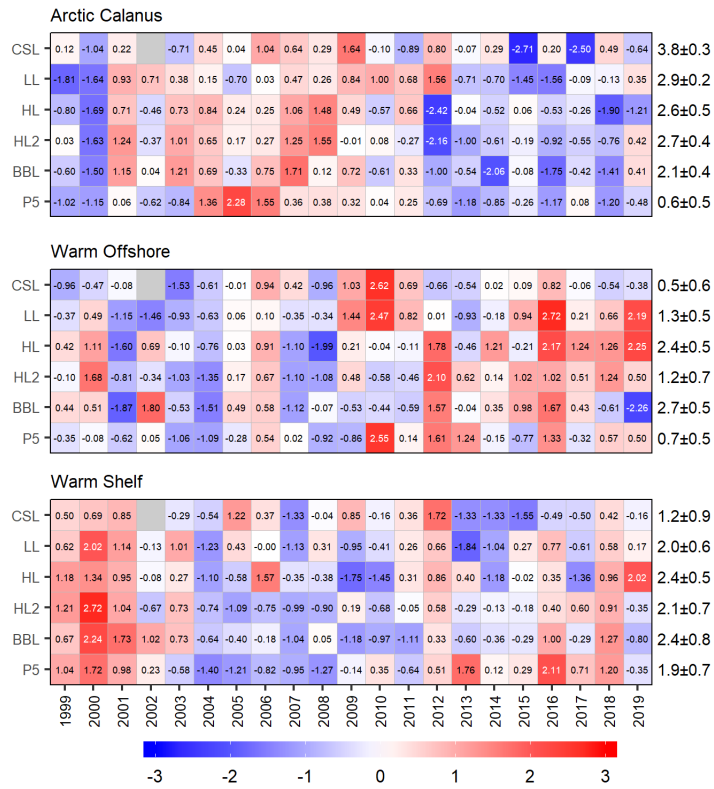 Arctic Calanus
CSL 0.12 -1.04 0.22 -0.71 0.45 0.04 1.04 0.64 0.29 1.64 -0.10 -0.89 0.80 -0.07 0.29 -2.71 0.20 -2.50 0.49 -0.64 3.8±0.3
LL -1.81 -1.64 0.93 0.71 0.38 0.15 -0.70 0.03 0.47 0.26 0.84 1.00 0.68 1.56 -0.71 -0.70 -1.45 -1.56 -0.09 -0.13 0.35 2.9±0.2
HL -0.80 -1.69 0.71 -0.46 0.73 0.84 0.24 0.25 1.06 1.48 0.49 -0.57 0.66 -2.42 -0.04 -0.52 0.06 -0.53 -0.26 -1.90 -1.21 2.6±0.5
HL2 0.03 -1.63 1.24 -0.37 1.01 0.65 0.17 0.27 1.25 1.55 -0.01 0.08 -0.27 -2.16 -1.00 -0.61 -0.19 -0.92 -0.55 -0.76 0.42 2.7±0.4
BBL -0.60 -1.50 1.15 0.04 1.21 0.69 -0.33 0.75 1.71 0.12 0.72 -0.61 0.33 -1.00 -0.54 -2.06 -0.08 -1.75 -0.42 -1.41 0.41 2.1±0.4
P5 -1.02 -1.15 0.06 -0.62 -0.84 1.36 2.28 1.55 0.36 0.38 0.32 0.04 0.25 -0.69 -1.18 -0.85 -0.26 -1.17 0.08 -1.20 -0.48 0.6±0.5
Warm Offshore
CSL -0.96 -0.47 -0.08 -1.53 -0.61 -0.01 0.94 0.42 -0.96 1.03 2.62 0.69 -0.66 -0.54 0.02 0.09 0.82 -0.06 -0.54 -0.38 0.5±0.6
LL -0.37 0.49 -1.15 -1.46 -0.93 -0.63 0.06 0.10 -0.35 -0.34 1.44 2.47 0.82 0.01 -0.93 -0.18 0.94 2.72 0.21 0.66 2.19 1.3±0.5
HL 0.42 1.11 -1.60 0.69 -0.10 -0.76 0.03 0.91 -1.10 -1.99 0.21 -0.04 -0.11 1.78 -0.46 1.21 -0.21 2.17 1.24 1.26 2.25 2.4±0.5
HL2 -0.10 1.68 -0.81 -0.34 -1.03 -1.35 0.17 0.67 -1.10 -1.08 0.48 -0.58 -0.46 2.10 0.62 0.14 1.02 1.02 0.51 1.24 0.50 1.2±0.7
BBL 0.44 0.51 -1.87 1.80 -0.53 -1.51 0.49 0.58 -1.12 -0.07 -0.53 -0.44 -0.59 1.57 -0.04 0.35 0.98 1.67 0.43 -0.61 -2.26 2.7±0.5
P5 -0.35 -0.08 -0.62 0.05 -1.06 -1.09 -0.28 0.54 0.02 -0.92 -0.86 2.55 0.14 1.61 1.24 -0.15 -0.77 1.33 -0.32 0.57 0.50 0.7±0.5
Warm Shelf
CSL 0.50 0.69 0.85 -0.29 -0.54 1.22 0.37 -1.33 -0.04 0.85 -0.16 0.36 1.72 -1.33 -1.33 -1.55 -0.49 -0.50 0.42 -0.16 1.2±0.9
LL 0.62 2.02 1.14 -0.13 1.01 -1.23 0.43 -0.00 -1.13 0.31 -0.95 -0.41 0.26 0.66 -1.84 -1.04 0.27 0.77 -0.61 0.58 0.17 2.0±0.6
HL 1.18 1.34 0.95 -0.08 0.27 -1.10 -0.58 1.57 -0.35 -0.38 -1.75 -1.45 0.31 0.86 0.40 -1.18 -0.02 0.35 -1.36 0.96 2.02 2.4±0.5
HL2 1.21 2.72 1.04 -0.67 0.73 -0.74 -1.09 -0.75 -0.99 -0.90 0.19 -0.68 -0.05 0.58 -0.29 -0.13 -0.18 0.40 0.60 0.91 -0.35 2.1±0.7
BBL 0.67 2.24 1.73 1.02 0.73 -0.64 -0.40 -0.18 -1.04 0.05 -1.18 -0.97 -1.11 0.33 -0.60 -0.36 -0.29 1.00 -0.29 1.27 -0.80 2.4±0.8
P5 1.04 1.72 0.98 0.23 -0.58 -1.40 -1.21 -0.82 -0.95 -1.27 -0.14 0.35 -0.64 0.51 1.76 0.12 0.29 2.11 0.71 1.20 -0.35 1.9±0.7
1999 2000 2001 2002 2003 2004 2005 2006 2007 2008 2009 2010 2011 2012 2013 2014 2015 2016 2017 2018 2019
-3 -2 -1 0 1 2 3